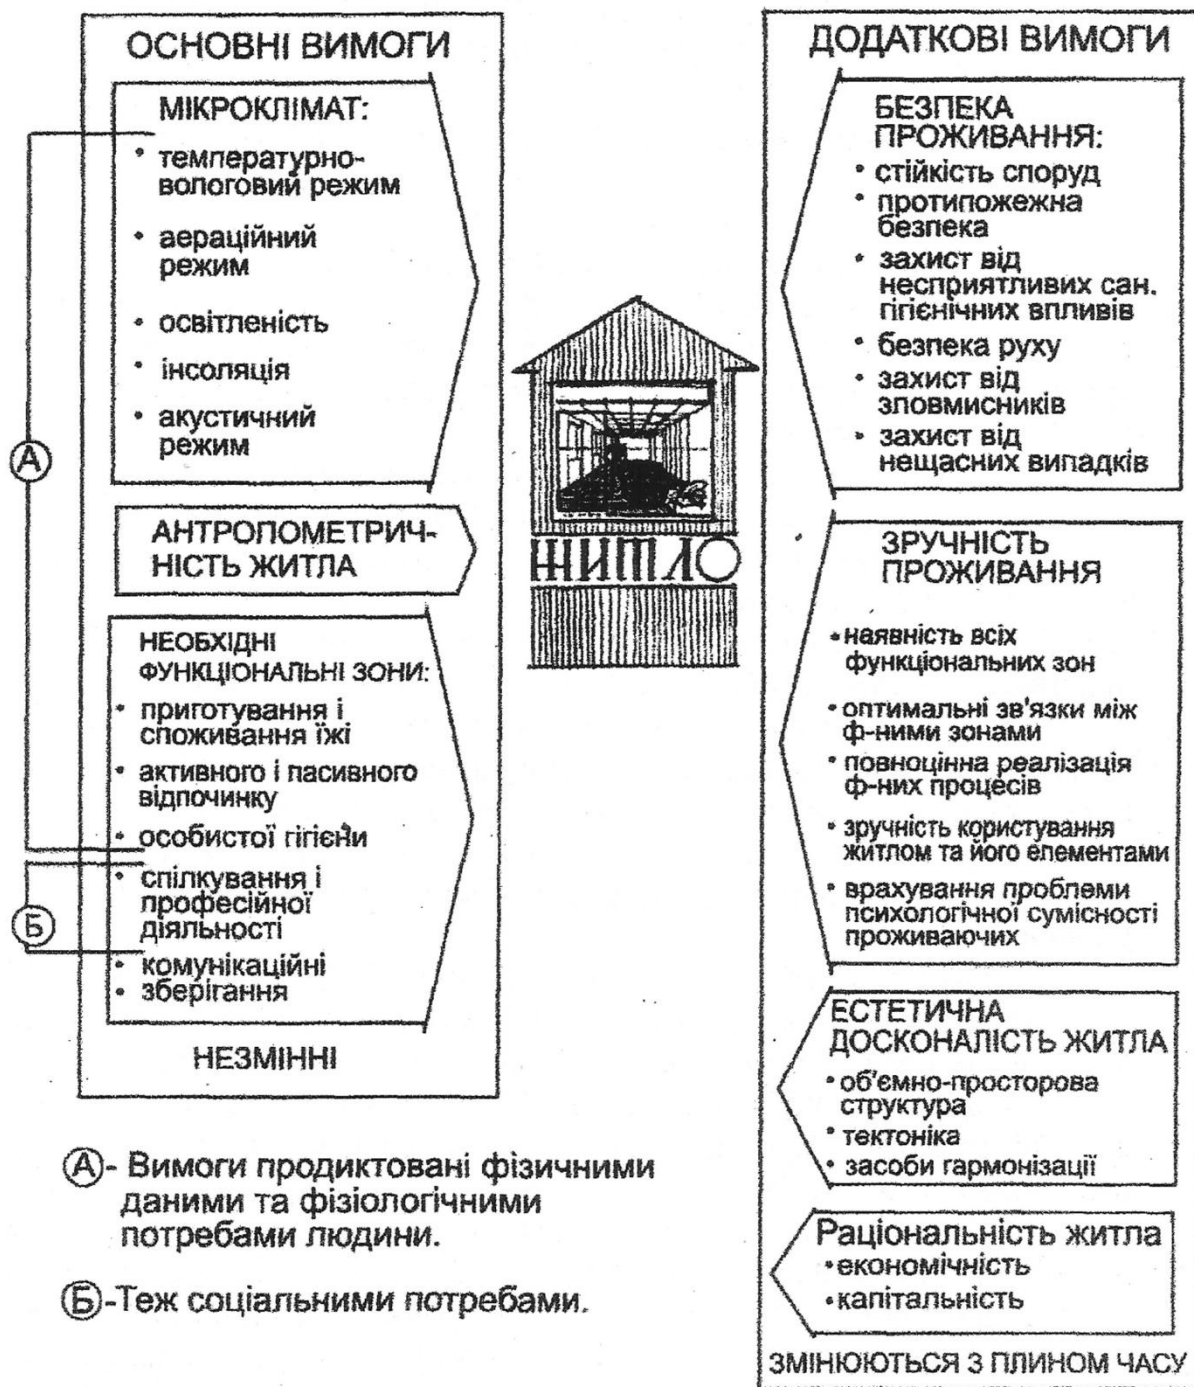 ОСНОВНІ ВИМОГИ
МІКРОКЛІМАТ:
• температурно-
вологовий режим
• аераційний
режим
• освітленість
• інсоляція
• акустичний
режим
А
АНТРОПОМЕТРИЧ-
НІСТЬ ЖИТЛА
НЕОБХІДНІ
ФУНКЦІОНАЛЬНІ ЗОНИ:
• приготування і
споживання їжі
• активного і пасивного
відпочинку
• особистої гігієни
• спілкування і
професійної
діяльності
Б
• комунікаційні
• зберігання
НЕЗМІННІ
ЖИТЛО
ДОДАТКОВІ ВИМОГИ
БЕЗПЕКА
ПРОЖИВАННЯ:
• стійкість споруд
• протипожежна
безпека
• захист від
несприятливих сан.
гігієнічних впливів
• безпека руху
• захист від
зловмисників
• захист від
нещасних випадків
ЗРУЧНІСТЬ
ПРОЖИВАННЯ
• наявність всіх
функціональних зон
• оптимальні зв'язки між
ф-ними зонами
• повноцінна реалізація
ф-них процесів
• зручність користування
житлом та його елементами
• врахування проблеми
психологічної сумісності
проживаючих
ЕСТЕТИЧНА
ДОСКОНАЛІСТЬ ЖИТЛА
• об'ємно-просторова
структура
• тектоніка
• засоби гармонізації
Раціональність житла
• економічність
• капітальність
ЗМІНЮЮТЬСЯ З ПЛИНОМ ЧАСУ
А - Вимоги продиктовані фізичними
даними та фізіологічними
потребами людини.
Б -Теж соціальними потребами.